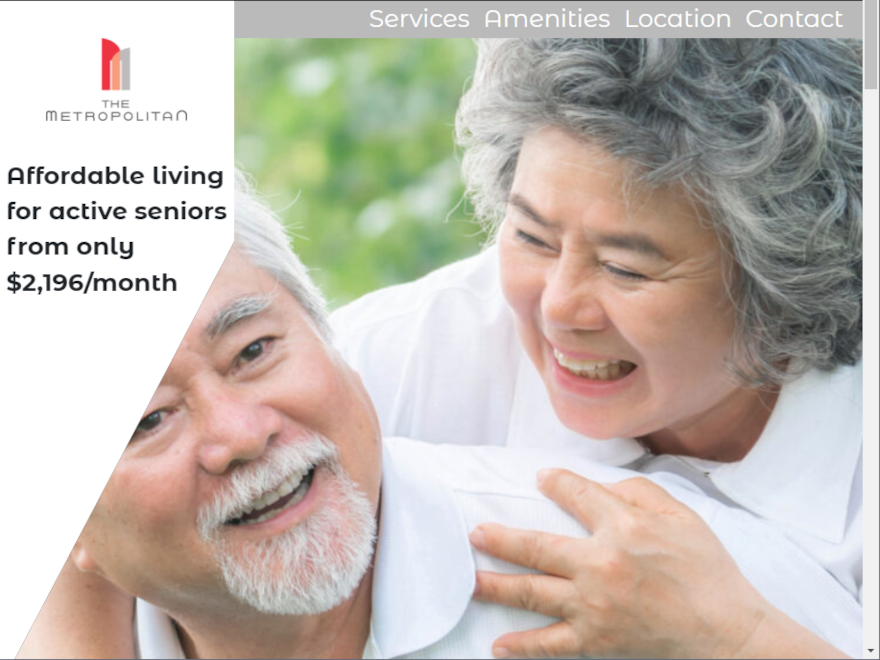 Services Amenities Location Contact
THE
METROPOLITAN
Affordable living
for active seniors
from only
$2,196/month